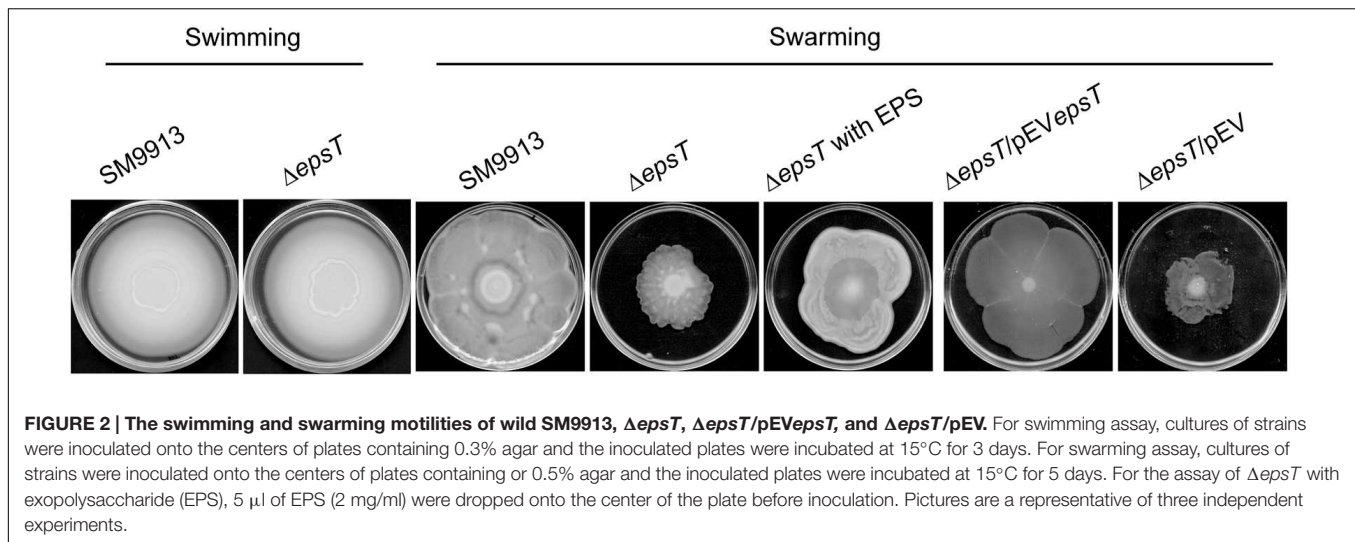 Swimming
Swarming
SM9913
ΔepsT
SM9913
ΔepsT
ΔepsT with EPS
ΔepsT/pEVepsT
ΔepsT/pEV
FIGURE 2 | The swimming and swarming motilities of wild SM9913, ΔepsT, ΔepsT/pEVepsT, and ΔepsT/pEV. For swimming assay, cultures of strains
were inoculated onto the centers of plates containing 0.3% agar and the inoculated plates were incubated at 15°C for 3 days. For swarming assay, cultures of
strains were inoculated onto the centers of plates containing or 0.5% agar and the inoculated plates were incubated at 15°C for 5 days. For the assay of ΔepsT with
exopolysaccharide (EPS), 5 μl of EPS (2 mg/ml) were dropped onto the center of the plate before inoculation. Pictures are a representative of three independent
experiments.